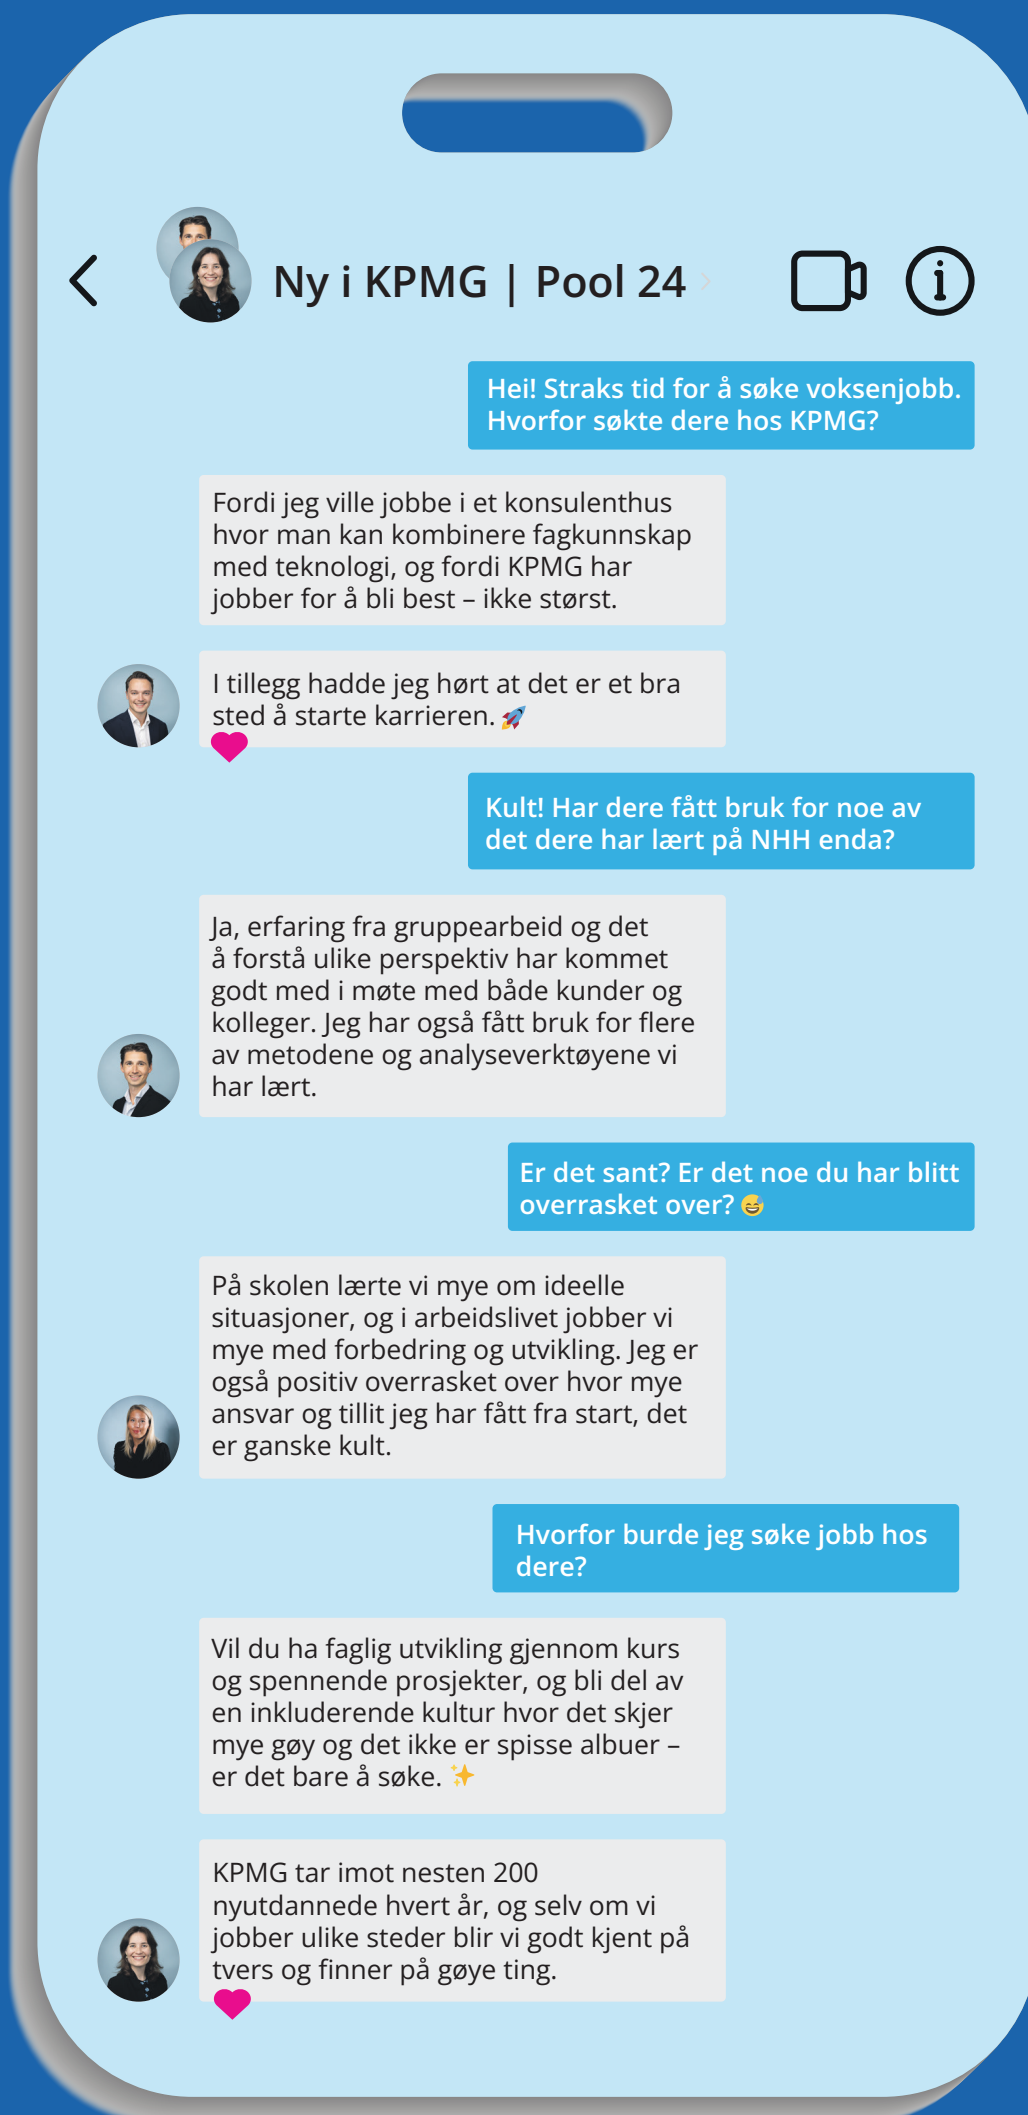 Ny i KPMG | Pool 24
Hei! Straks tid for å søke voksenjobb.
Hvorfor søkte dere hos KPMG?
Fordi jeg ville jobbe i et konsulenthus
hvor man kan kombinere fagkunnskap
med teknologi, og fordi KPMG har
jobber for å bli best – ikke størst.
I tillegg hadde jeg hørt at det er et bra
sted å starte karrieren. 🚀
Kult! Har dere fått bruk for noe av
det dere har lært på NHH enda?
Ja, erfaring fra gruppearbeid og det
å forstå ulike perspektiv har kommet
godt med i møte med både kunder og
kolleger. Jeg har også fått bruk for flere
av metodene og analyseverktøyene vi
har lært.
Er det sant? Er det noe du har blitt
overrasket over? 😅
På skolen lærte vi mye om ideelle
situasjoner, og i arbeidslivet jobber vi
mye med forbedring og utvikling. Jeg er
også positiv overrasket over hvor mye
ansvar og tillit jeg har fått fra start, det
er ganske kult.
Hvorfor burde jeg søke jobb hos
dere?
Vil du ha faglig utvikling gjennom kurs
og spennende prosjekter, og bli del av
en inkluderende kultur hvor det skjer
mye gøy og det ikke er spisse albuer –
er det bare å søke. ✨
KPMG tar imot nesten 200
nyutdannede hvert år, og selv om vi
jobber ulike steder blir vi godt kjent på
tvers og finner på gøye ting.